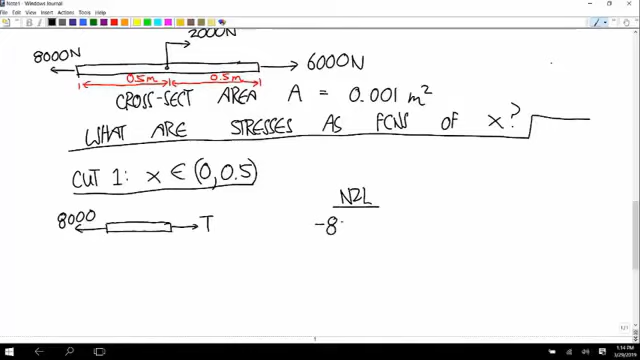 Note1 - Windows Journal
File Edit View Insert Actions Tools Help
2000N
8000N
6000N
0.5m 0.5m
CROSS-SECT AREA A = 0.001 m²
WHAT ARE STRESSES AS FCNS OF X?
CUT 1: X ∈ (0, 0.5)
N2L
8000 T
-8
1/1
1:14 PM
3/29/2019